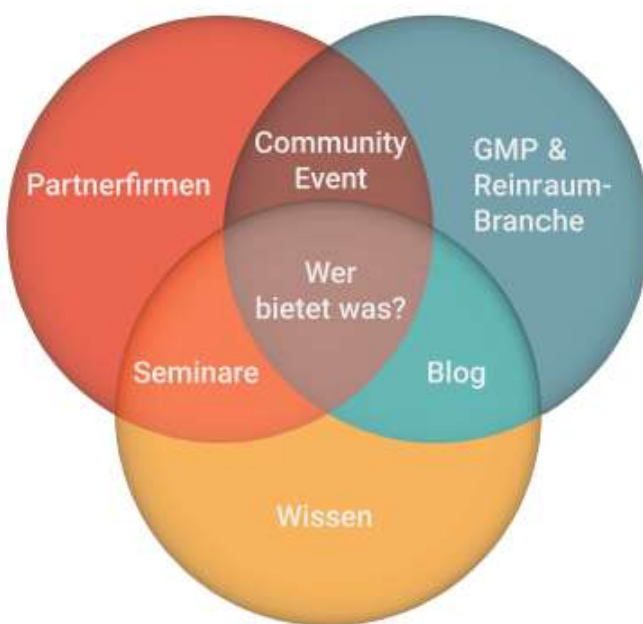 Partnerfirmen
Community
Event
GMP &
Reinraum-
Branche
Wer
bietet was?
Seminare
Blog
Wissen